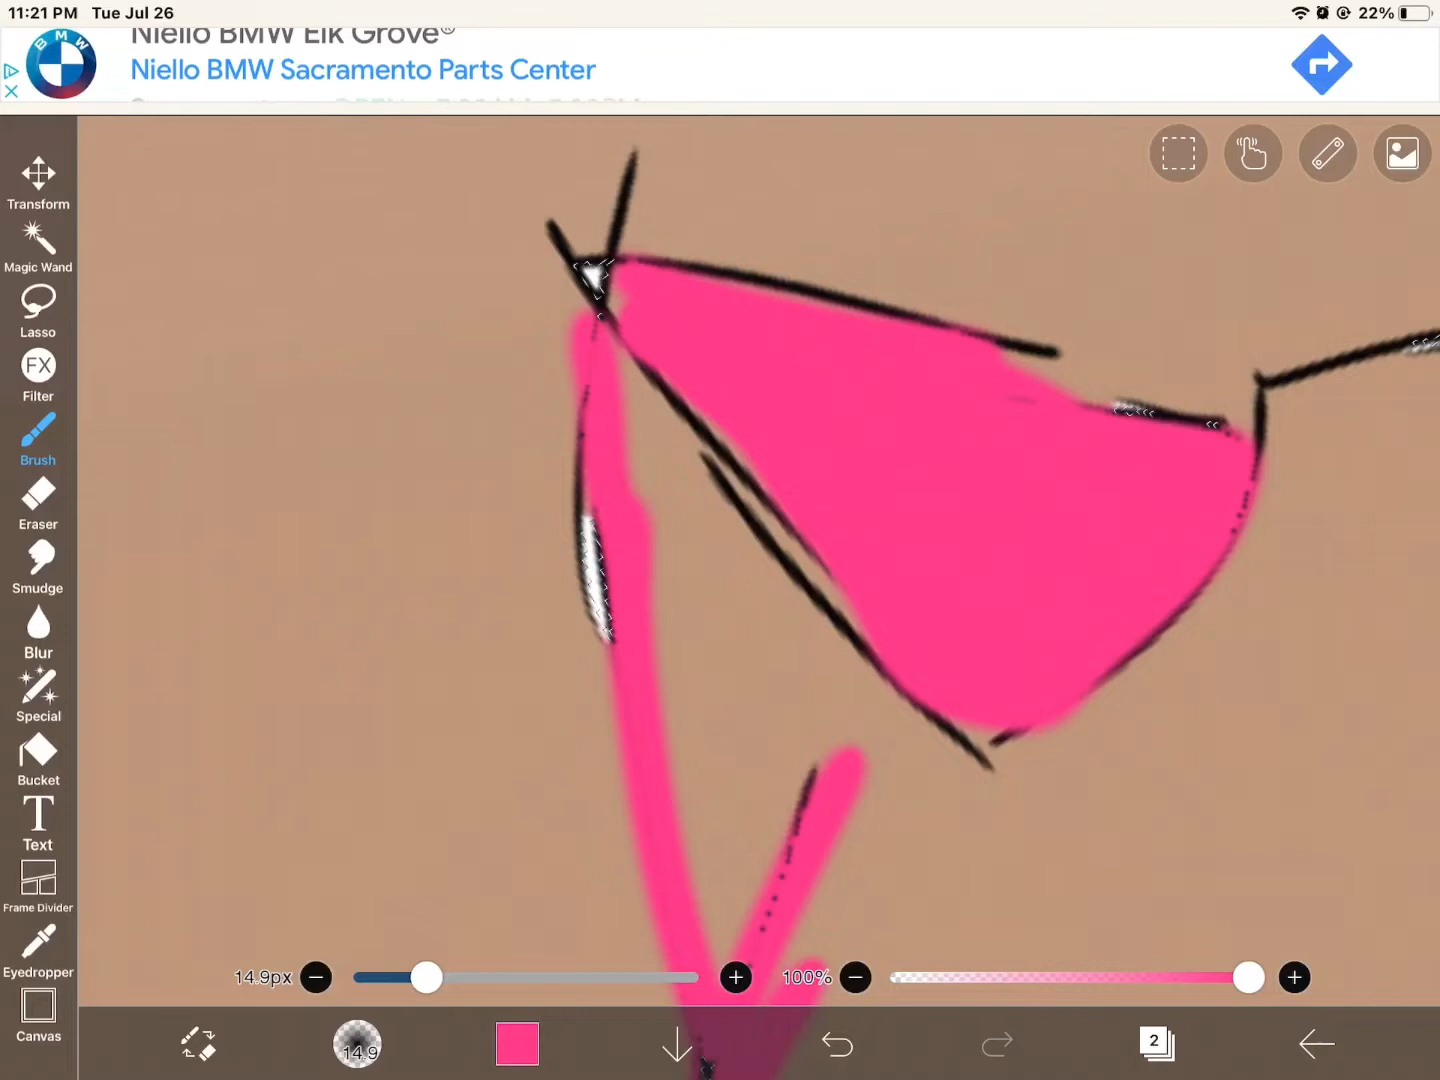 11:21 PM Tue Jul 26
22%
Niello BMW Elk Grove®
BMW
Niello BMW Sacramento Parts Center
Transform
Magic Wand
Lasso
FX
Filter
Brush
Eraser
Smudge
Blur
Special
Bucket
T
Text
Frame Divider
Eyedropper
Canvas
14.9px
100%
14.9
2